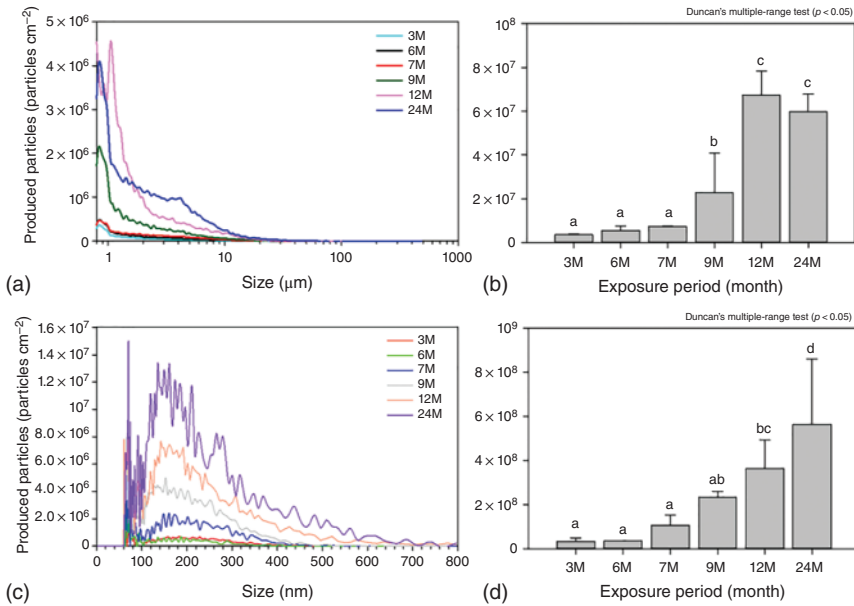 Produced particles (particles cm⁻²)
5 × 10⁶
4 × 10⁶
3 × 10⁶
2 × 10⁶
1 × 10⁶
0
3M
6M
7M
9M
12M
24M
1 10 100 1000
Size (μm)
(a)
Duncan's multiple-range test (p < 0.05)
10⁸
8 × 10⁷
6 × 10⁷
4 × 10⁷
2 × 10⁷
0
a a a b c c
3M 6M 7M 9M 12M 24M
Exposure period (month)
(b)
Produced particles (particles cm⁻²)
1.6 × 10⁷
1.4 × 10⁷
1.2 × 10⁷
1.0 × 10⁷
8.0 × 10⁶
6.0 × 10⁶
4.0 × 10⁶
2.0 × 10⁶
0.0
3M
6M
7M
9M
12M
24M
0 100 200 300 400 500 600 700 800
Size (nm)
(c)
Duncan's multiple-range test (p < 0.05)
10⁹
8 × 10⁸
6 × 10⁸
4 × 10⁸
2 × 10⁸
0
a a a ab bc d
3M 6M 7M 9M 12M 24M
Exposure period (month)
(d)